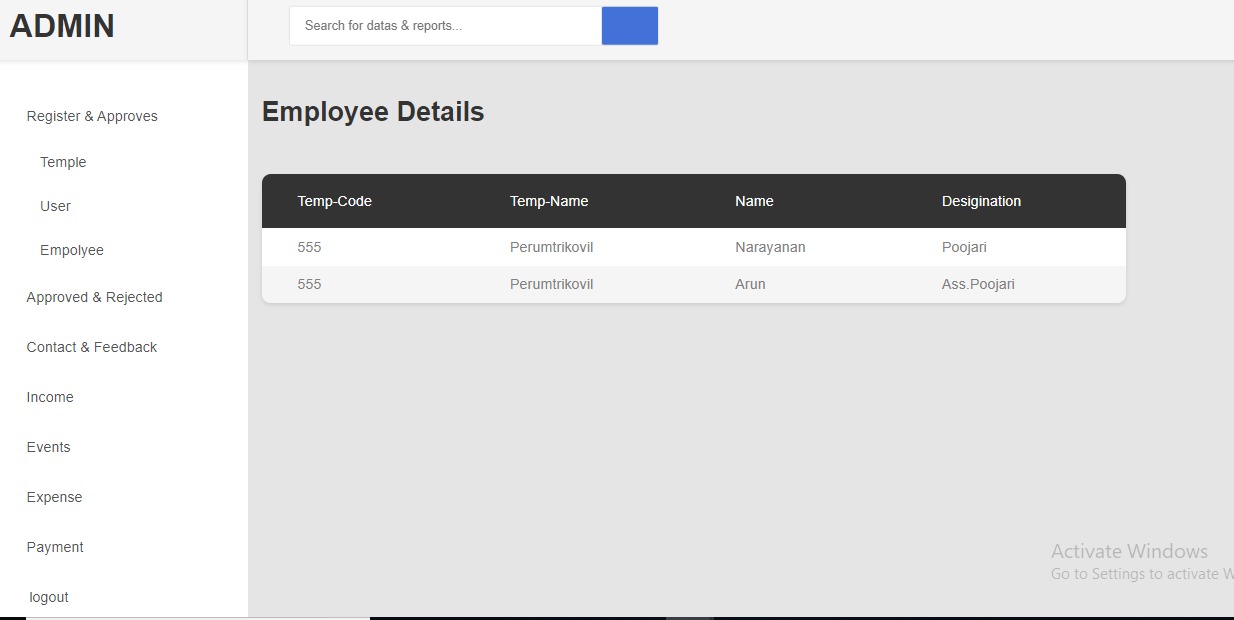 ADMIN
Search for datas & reports...
Register & Approves
Temple
User
Empolyee
Approved & Rejected
Contact & Feedback
Income
Events
Expense
Payment
logout
Employee Details
Temp-Code Temp-Name Name Desigination
555 Perumtrikovil Narayanan Poojari
555 Perumtrikovil Arun Ass.Poojari
Activate Windows
Go to Settings to activate W